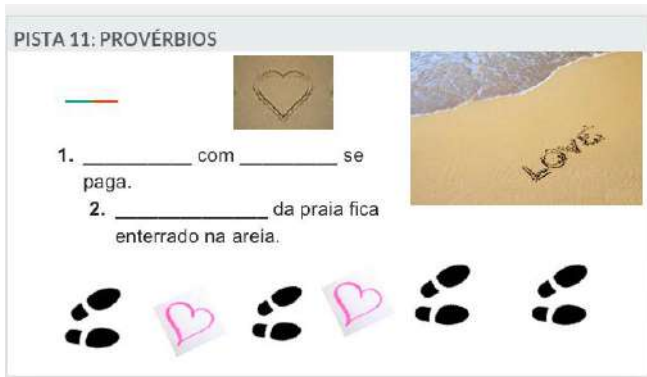 PISTA 11: PROVÉRBIOS
1. __________ com _________ se
paga.
2. ______________ da praia fica
enterrado na areia.
LOVE